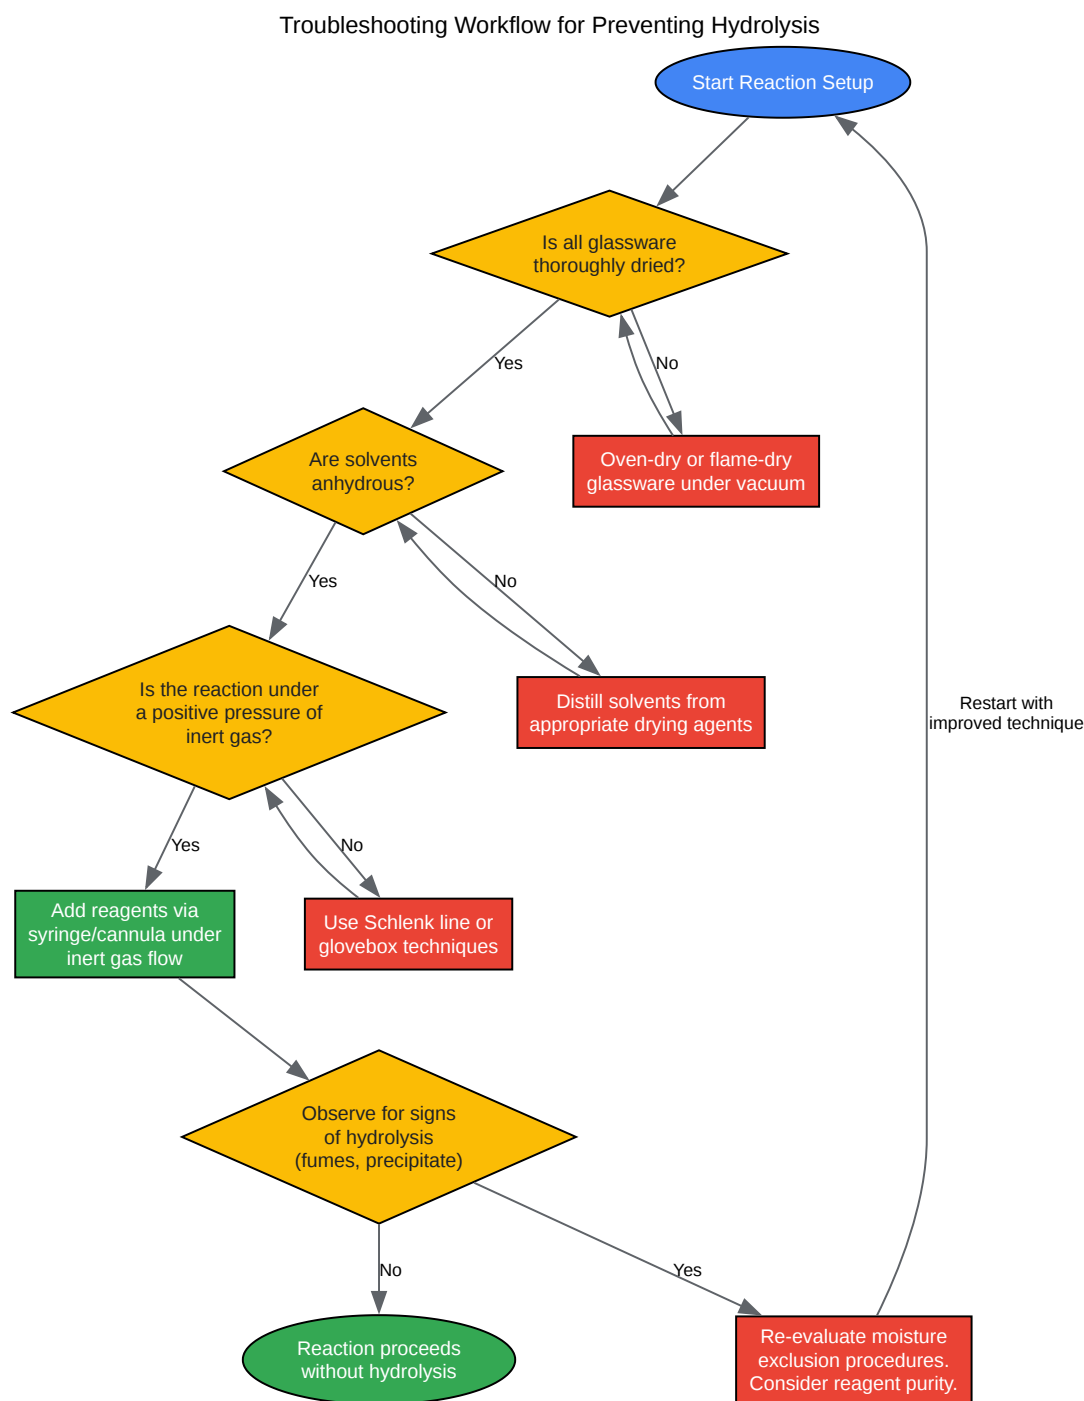 Troubleshooting Workflow for Preventing Hydrolysis
Start Reaction Setup
Is all glassware
thoroughly dried?
Yes
No
Are solvents
anhydrous?
Oven-dry or flame-dry
glassware under vacuum
Yes
No
Is the reaction under
a positive pressure of
inert gas?
Distill solvents from
appropriate drying agents
Restart with
improved technique
Yes
No
Add reagents via
syringe/cannula under
inert gas flow
Use Schlenk line or
glovebox techniques
Observe for signs
of hydrolysis
(fumes, precipitate)
No
Yes
Reaction proceeds
without hydrolysis
Re-evaluate moisture
exclusion procedures.
Consider reagent purity.